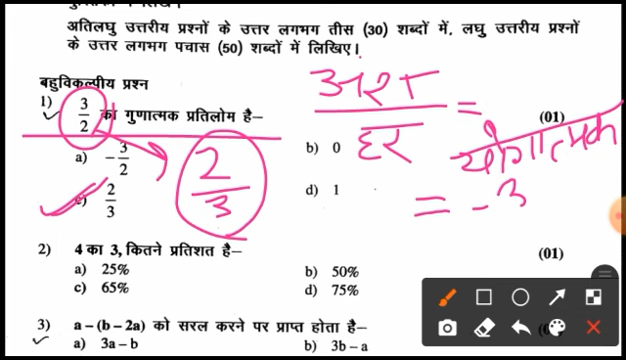 अतिलघु उत्तरीय प्रश्नों के उत्तर लगभग तीस (30) शब्दों में, लघु उत्तरीय प्रश्नों
के उत्तर लगभग पचास (50) शब्दों में लिखिए।
बहुविकल्पीय प्रश्न
1) 3/2 का गुणात्मक प्रतिलोम है– (01)
a) -3/2 b) 0
c) 2/3 d) 1
2/3
अंश/हर =
योगात्मक
= -3
2) 4 का 3, कितने प्रतिशत है– (01)
a) 25% b) 50%
c) 65% d) 75%
3) a-(b-2a) को सरल करने पर प्राप्त होता है–
a) 3a-b b) 3b-a